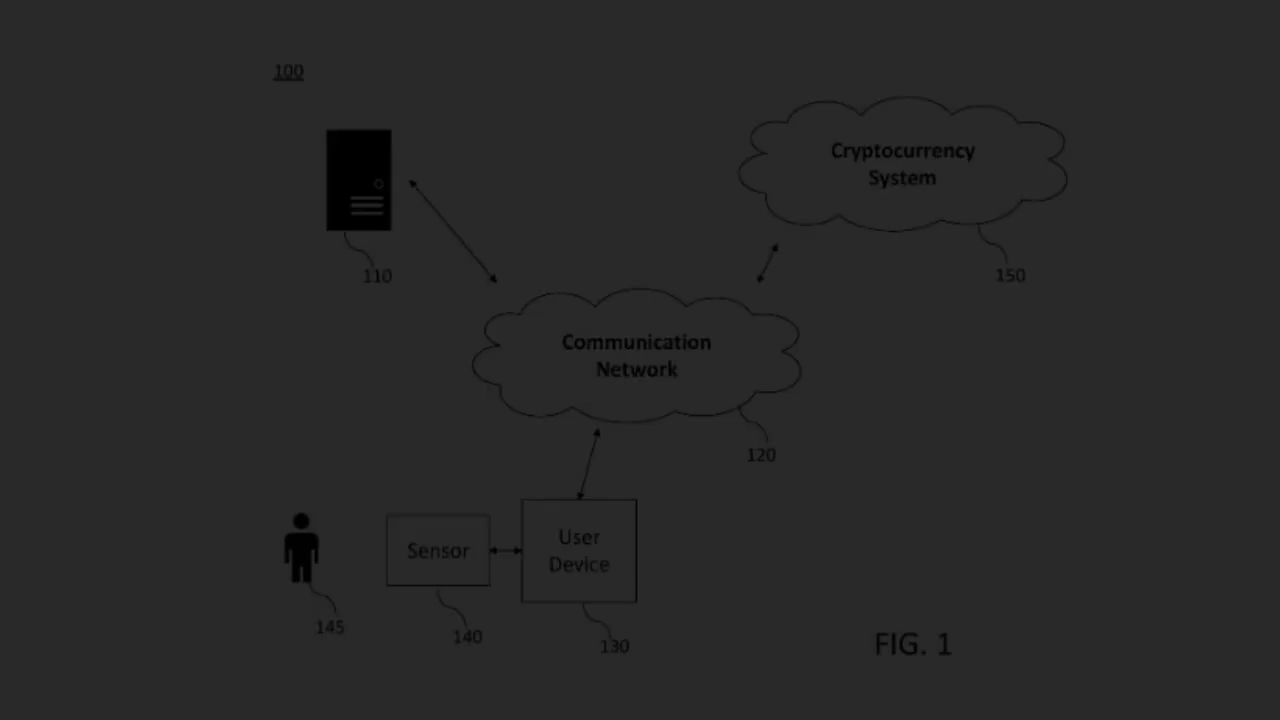 100
Cryptocurrency
System
110
150
Communication
Network
120
Sensor
User
Device
145
140
130
FIG. 1